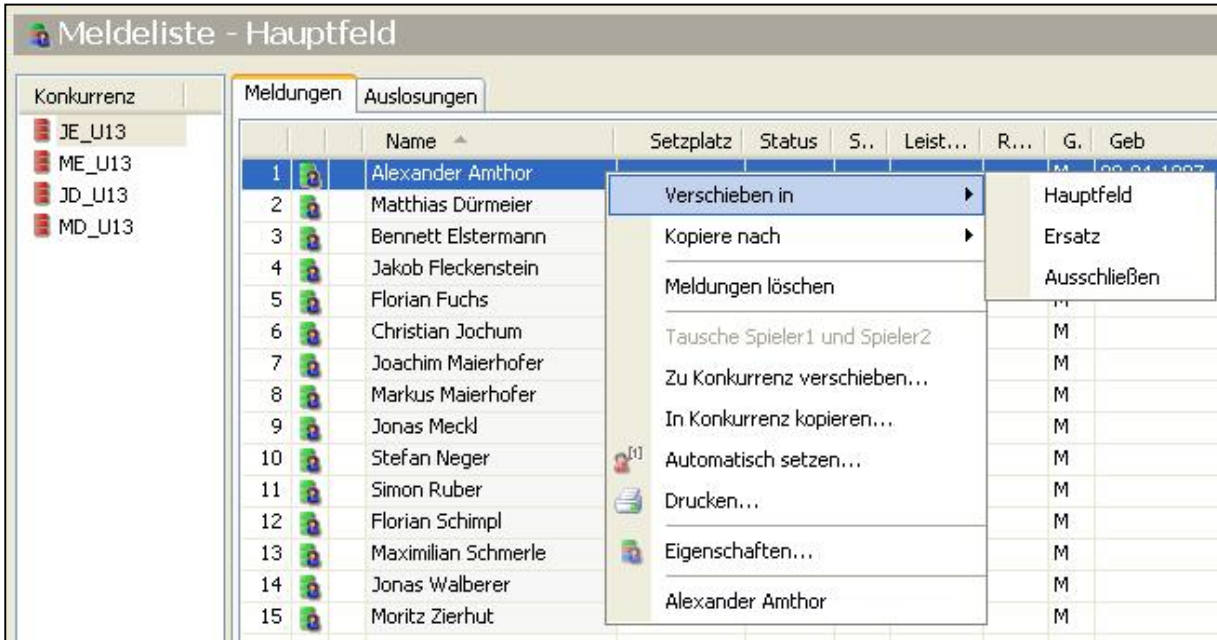 Meldeliste - Hauptfeld
Konkurrenz
JE_U13
ME_U13
JD_U13
MD_U13
Meldungen Auslosungen
Name Setzplatz Status S.. Leist... R... G. Geb
1 Alexander Amthor M
2 Matthias Dürmeier
3 Bennett Elstermann
4 Jakob Fleckenstein
5 Florian Fuchs M
6 Christian Jochum M
7 Joachim Maierhofer M
8 Markus Maierhofer M
9 Jonas Meckl M
10 Stefan Neger M
11 Simon Ruber M
12 Florian Schimpl M
13 Maximilian Schmerle M
14 Jonas Walberer M
15 Moritz Zierhut M
Verschieben in
Kopiere nach
Meldungen löschen
Tausche Spieler1 und Spieler2
Zu Konkurrenz verschieben...
In Konkurrenz kopieren...
[1] Automatisch setzen...
Drucken...
Eigenschaften...
Alexander Amthor
Hauptfeld
Ersatz
Ausschließen